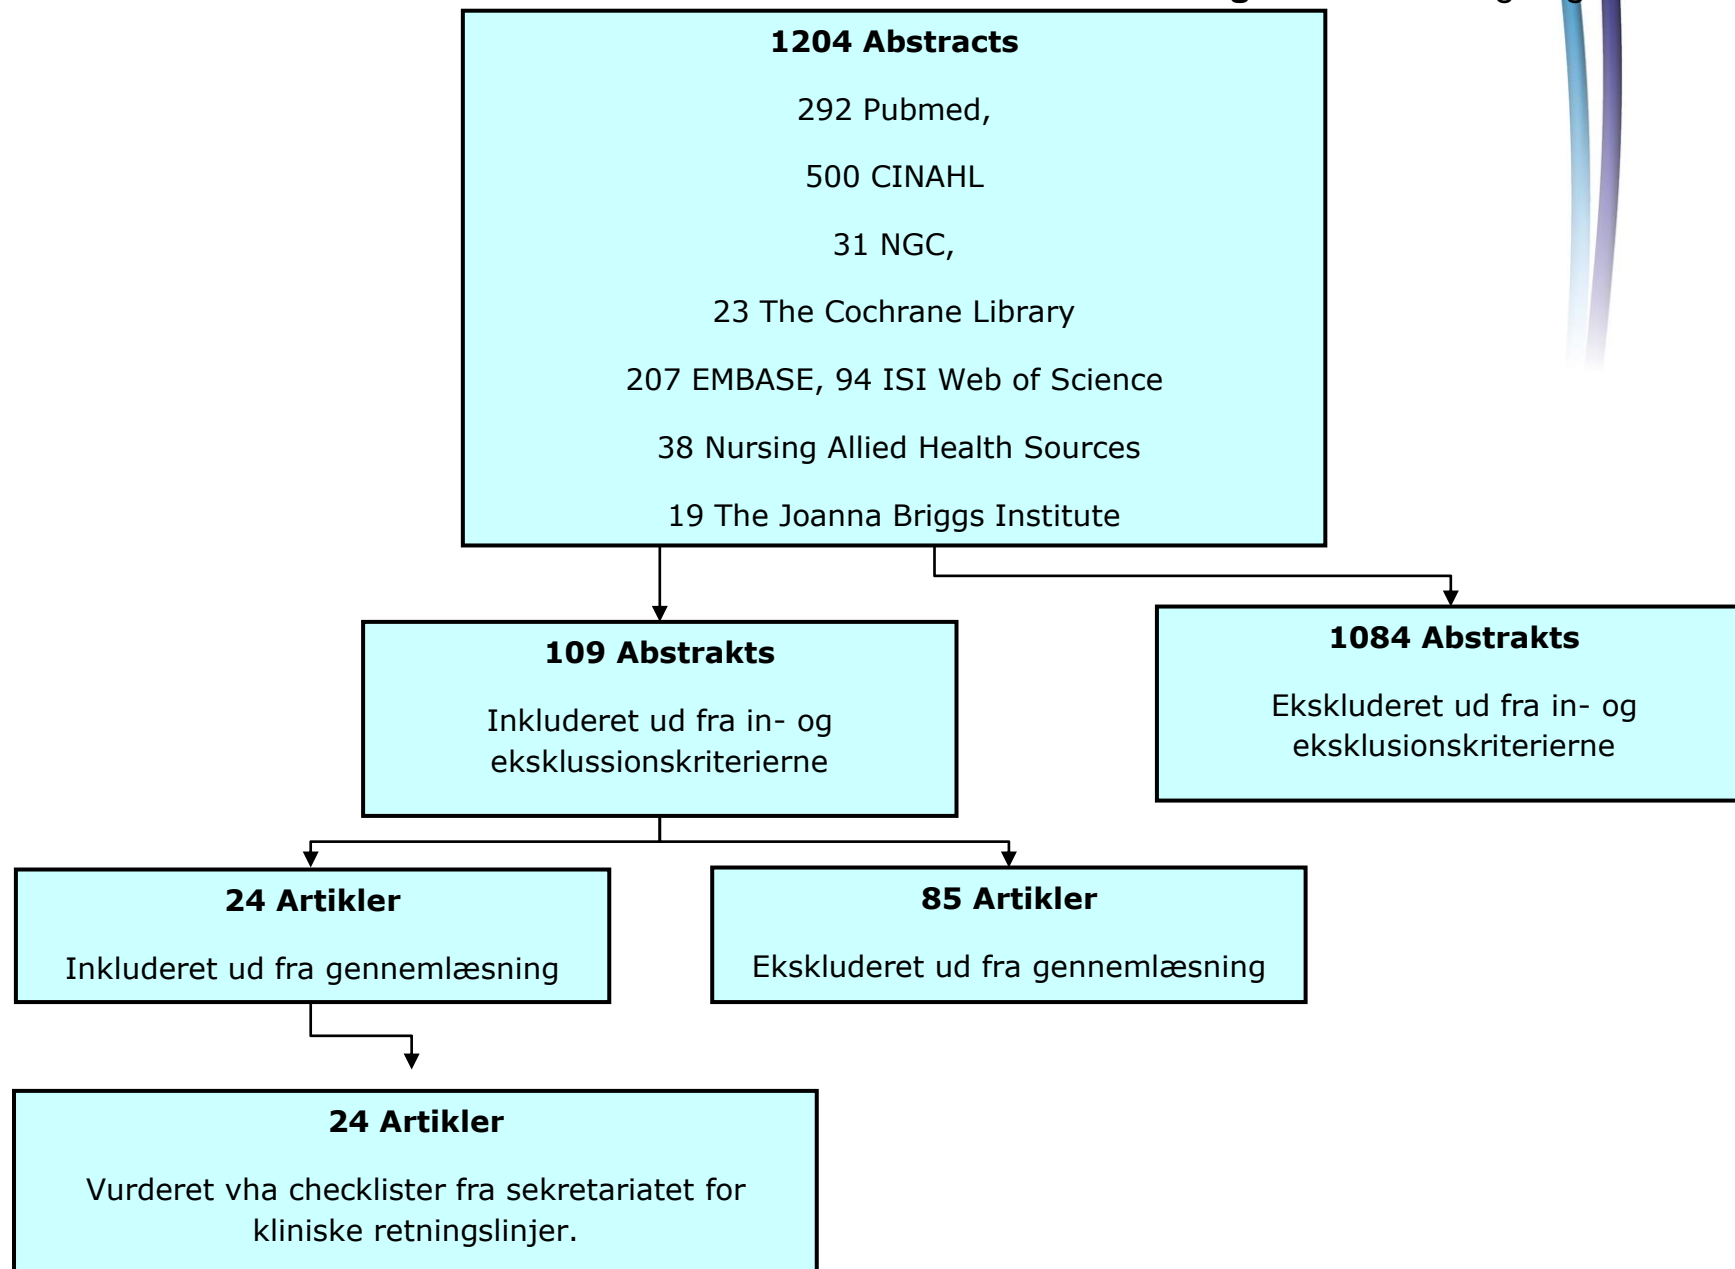 1204 Abstracts
292 Pubmed,
500 CINAHL
31 NGC,
23 The Cochrane Library
207 EMBASE, 94 ISI Web of Science
38 Nursing Allied Health Sources
19 The Joanna Briggs Institute
109 Abstrakts
Inkluderet ud fra in- og
eksklussionskriterierne
1084 Abstrakts
Ekskluderet ud fra in- og
eksklusionskriterierne
24 Artikler
Inkluderet ud fra gennemlæsning
85 Artikler
Ekskluderet ud fra gennemlæsning
24 Artikler
Vurderet vha checklister fra sekretariatet for
kliniske retningslinjer.